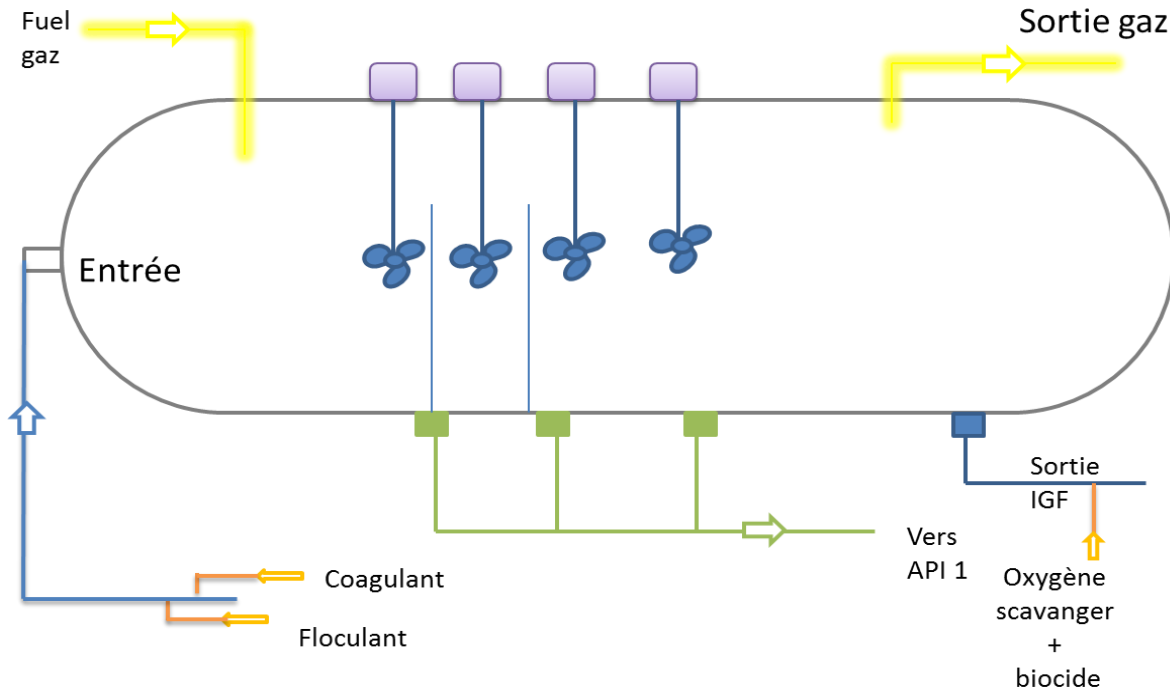 Fuel
gaz
Sortie gaz
Entrée
Sortie
IGF
Vers
API 1
Coagulant
Floculant
Oxygène
scavanger
+
biocide